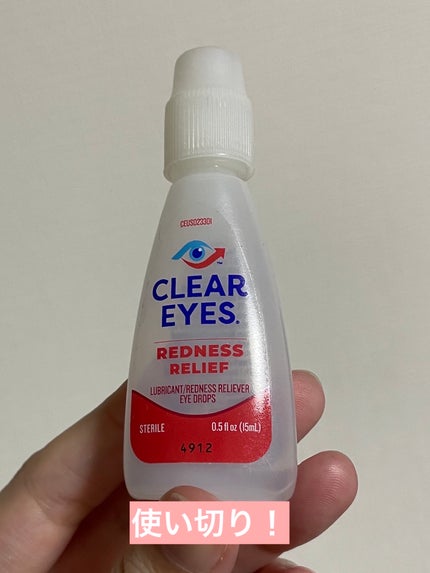 CEUS022301
CLEAR
EYES.
REDNESS
RELIEF
LUBRICANT/REDNESS RELIEVER
EYE DROPS
STERILE 0.5 fl oz (15mL)
4912
使い切り！